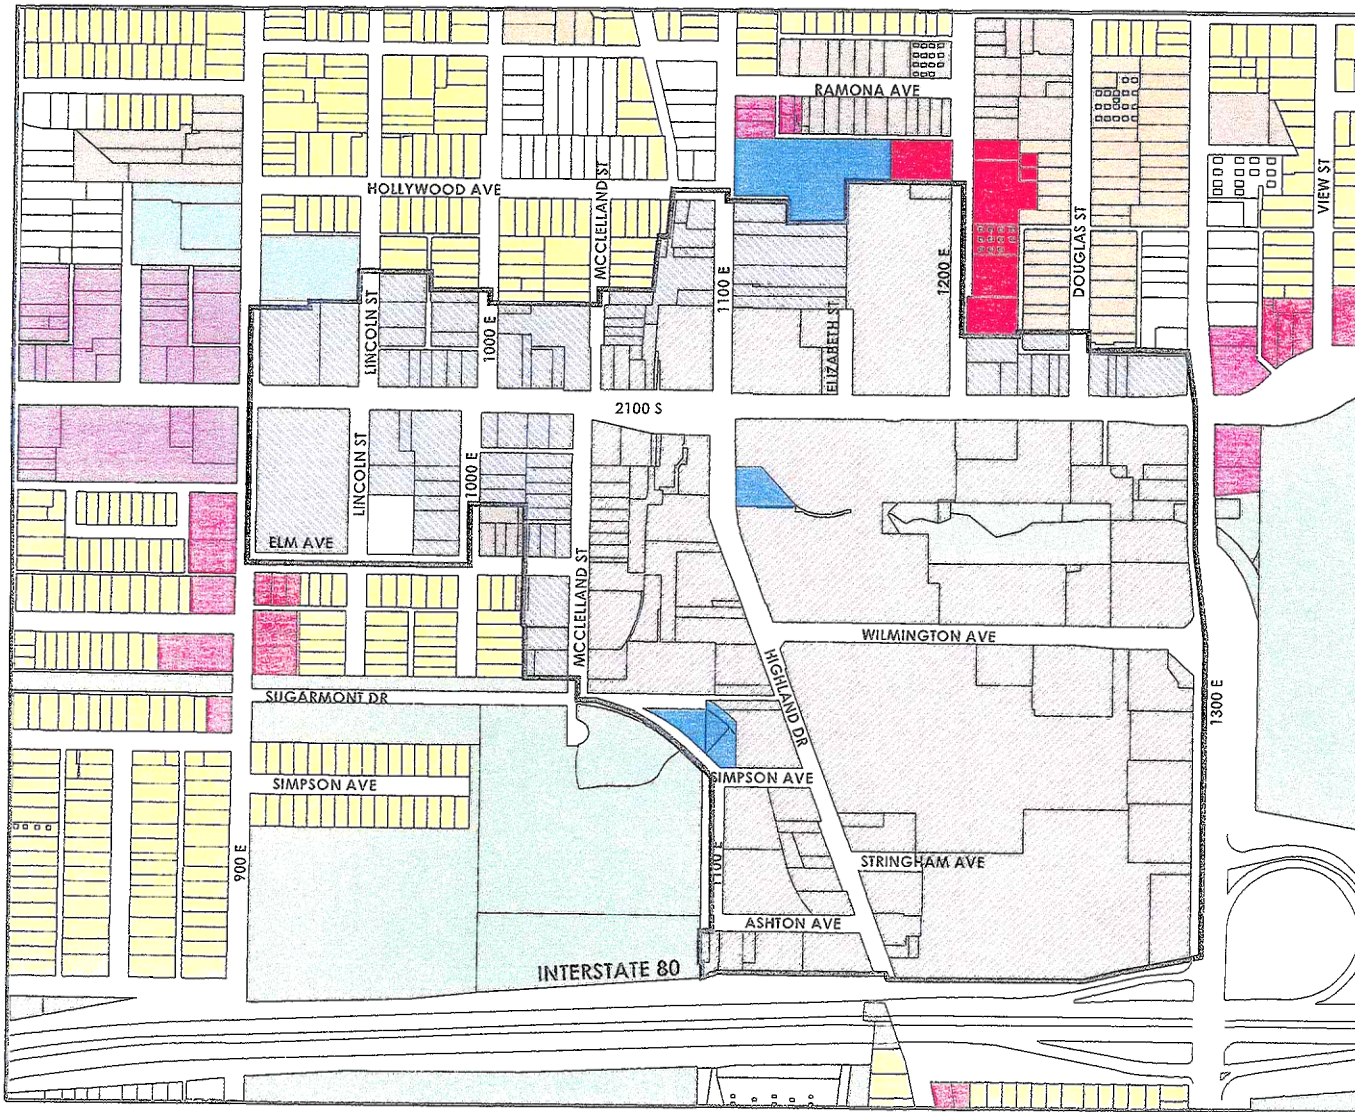 RAMONA AVE
HOLLYWOOD AVE
MCCLELLAND ST
VIEW ST
DOUGLAS ST
1100 E
1200 E
LINCOLN ST
1000 E
ELIZABETH ST
2100 S
LINCOLN ST
1000 E
ELM AVE
MCCLELLAND ST
WILMINGTON AVE
HIGHLAND DR
SUGARMONT DR
1300 E
SIMPSON AVE
SIMPSON AVE
900 E
1100 E
STRINGHAM AVE
ASHTON AVE
INTERSTATE 80